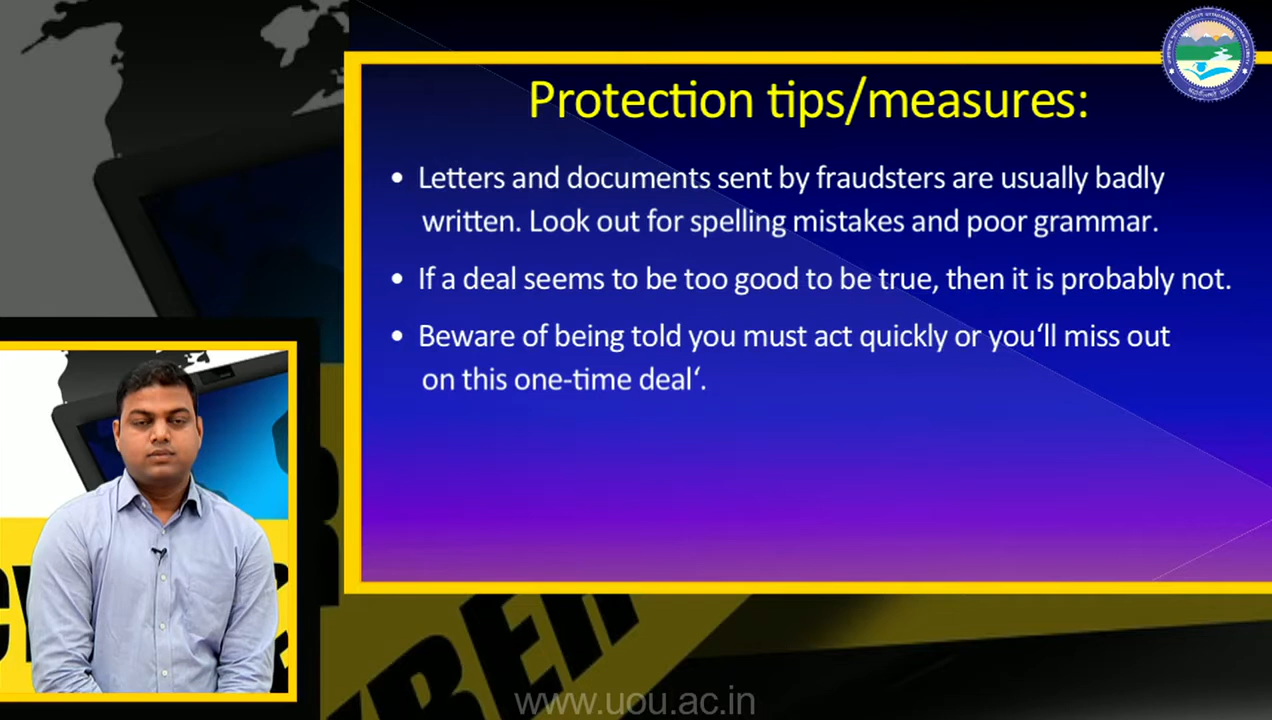 Protection tips/measures:
• Letters and documents sent by fraudsters are usually badly
written. Look out for spelling mistakes and poor grammar.
• If a deal seems to be too good to be true, then it is probably not.
• Beware of being told you must act quickly or you‘ll miss out
on this one-time deal‘.
CYBER
www.uou.ac.in